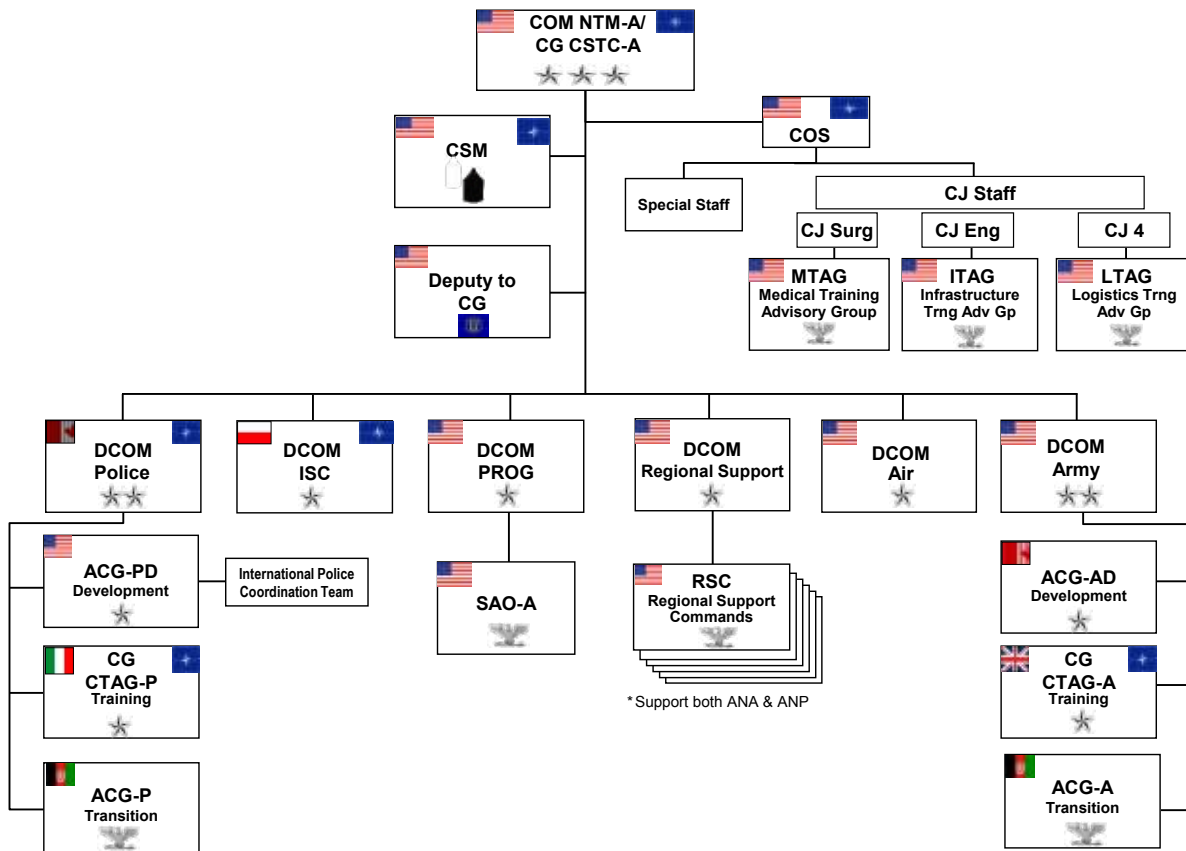 COM NTM-A/
CG CSTC-A
COS
CSM
Special Staff
CJ Staff
CJ Surg
CJ Eng
CJ 4
MTAG
Medical Training
Advisory Group
ITAG
Infrastructure
Trng Adv Gp
LTAG
Logistics Trng
Adv Gp
Deputy to
CG
DCOM
Police
DCOM
ISC
DCOM
PROG
DCOM
Regional Support
DCOM
Air
DCOM
Army
ACG-PD
Development
International Police
Coordination Team
SAO-A
RSC
Regional Support
Commands
*Support both ANA & ANP
ACG-AD
Development
CG
CTAG-P
Training
CG
CTAG-A
Training
ACG-P
Transition
ACG-A
Transition